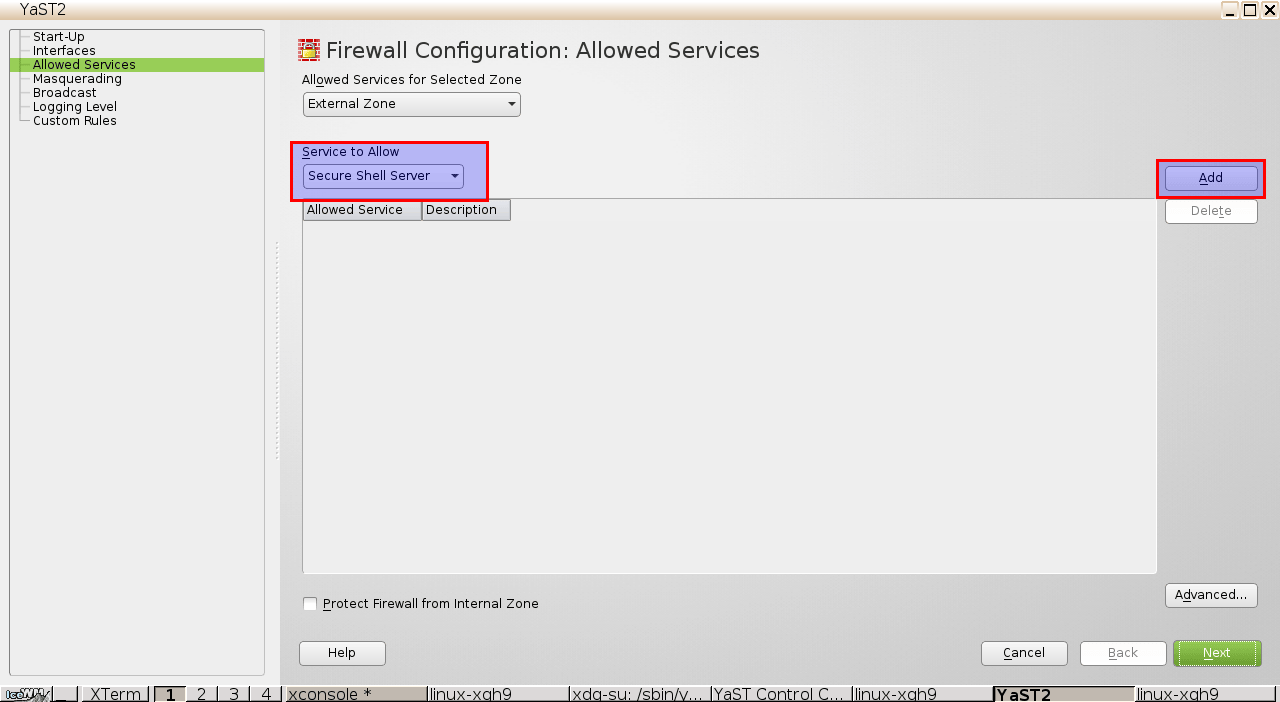 YaST2
Start-Up
Interfaces
Allowed Services
Masquerading
Broadcast
Logging Level
Custom Rules
Firewall Configuration: Allowed Services
Allowed Services for Selected Zone
External Zone
Service to Allow
Secure Shell Server
Add
Allowed Service Description
Delete
Protect Firewall from Internal Zone
Advanced...
Help Cancel Back Next
_ XTerm 1 2 3 4 xconsole * linux-xqh9 xdg-su: /sbin/y... YaST Control C... linux-xqh9 YaST2 linux-xqh9